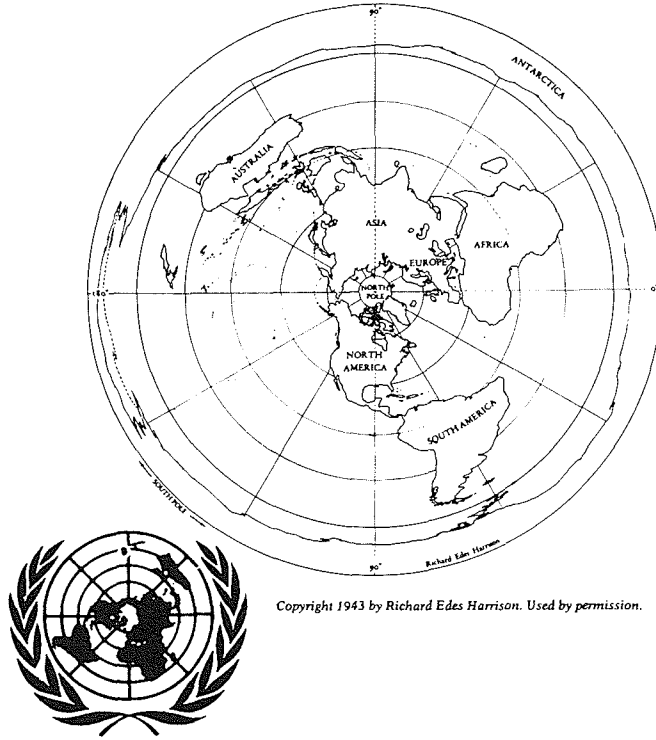 90°
ANTARCTICA
AUSTRALIA
ASIA
AFRICA
EUROPE
180°
NORTH
POLE
0°
NORTH
AMERICA
SOUTH AMERICA
SOUTH POLE
Richard Edes Harrison
90°
Copyright 1943 by Richard Edes Harrison. Used by permission.